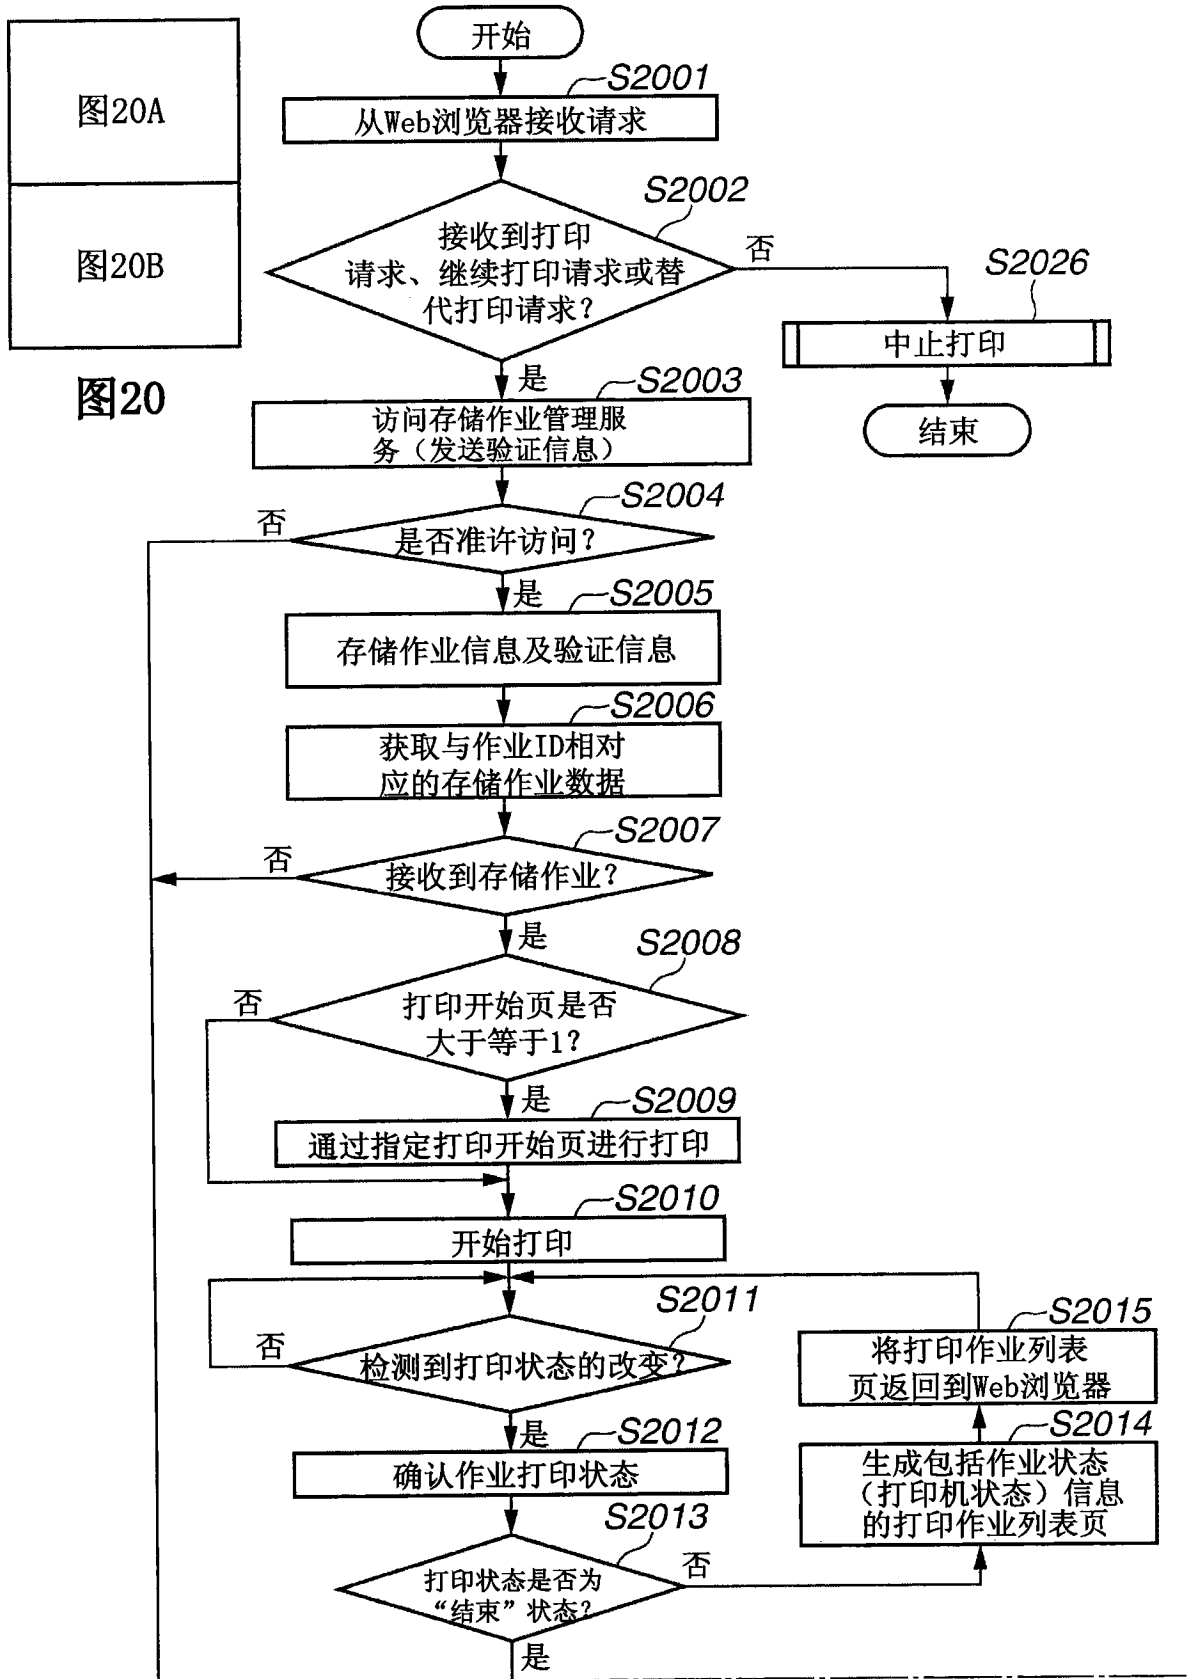 图20A
图20B
图20
开始
S2001
从Web浏览器接收请求
S2002
接收到打印
请求、继续打印请求或替
代打印请求?
否
S2026
中止打印
结束
是
S2003
访问存储作业管理服
务（发送验证信息）
S2004
否
是否准许访问?
是
S2005
存储作业信息及验证信息
S2006
获取与作业ID相对
应的存储作业数据
S2007
否
接收到存储作业?
是
S2008
否
打印开始页是否
大于等于1?
是
S2009
通过指定打印开始页进行打印
S2010
开始打印
S2011
否
检测到打印状态的改变?
S2015
将打印作业列表
页返回到Web浏览器
是
S2012
确认作业打印状态
S2014
生成包括作业状态
（打印机状态）信息
的打印作业列表页
S2013
打印状态是否为
“结束”状态?
否
是